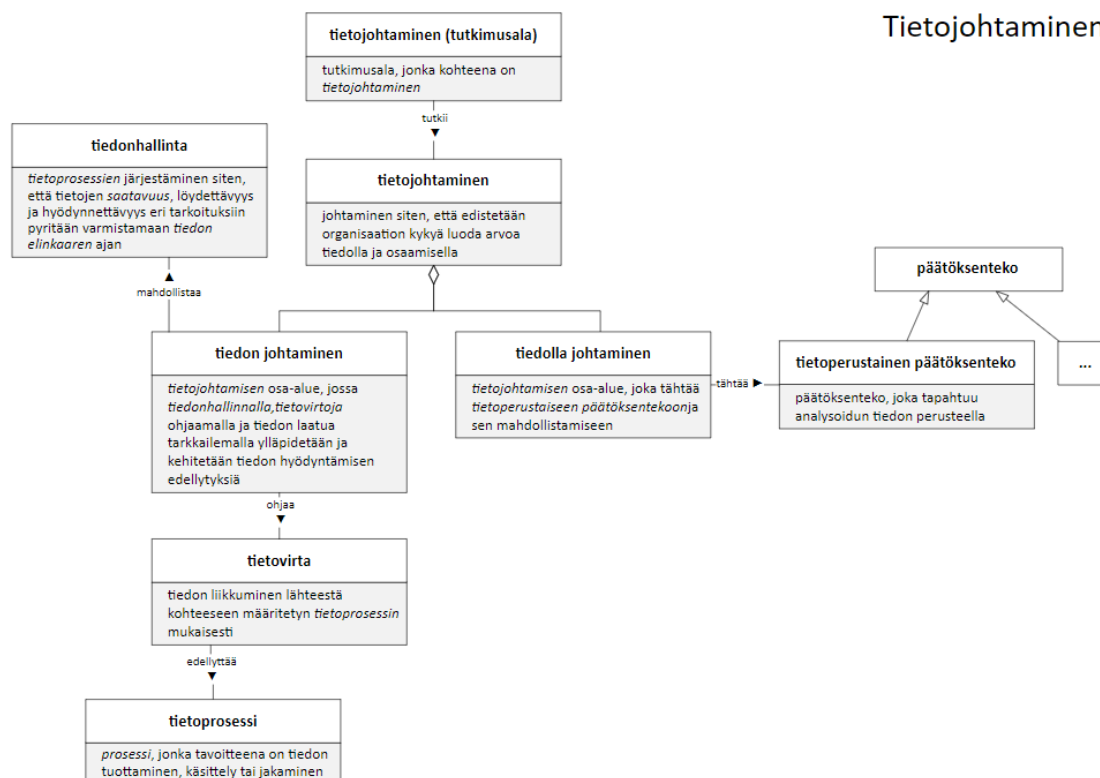 Tietojohtaminen
tietojohtaminen (tutkimusala)
tutkimusala, jonka kohteena on
tietojohtaminen
tutkii
tiedonhallinta
tietoprosessien järjestäminen siten,
että tietojen saatavuus, löydettävyys
ja hyödynnettävyys eri tarkoituksiin
pyritään varmistamaan tiedon
elinkaaren ajan
tietojohtaminen
johtaminen siten, että edistetään
organisaation kykyä luoda arvoa
tiedolla ja osaamisella
mahdollistaa
päätöksenteko
tiedon johtaminen
tietojohtamisen osa-alue, jossa
tiedonhallinnalla,tietovirtoja
ohjaamalla ja tiedon laatua
tarkkailemalla ylläpidetään ja
kehitetään tiedon hyödyntämisen
edellytyksiä
tiedolla johtaminen
tietojohtamisen osa-alue, joka tähtää
tietoperustaiseen päätöksentekoonja
sen mahdollistamiseen
tähtää
tietoperustainen päätöksenteko
päätöksenteko, joka tapahtuu
analysoidun tiedon perusteella
...
ohjaa
tietovirta
tiedon liikkuminen lähteestä
kohteeseen määritetyn tietoprosessin
mukaisesti
edellyttää
tietoprosessi
prosessi, jonka tavoitteena on tiedon
tuottaminen, käsittely tai jakaminen